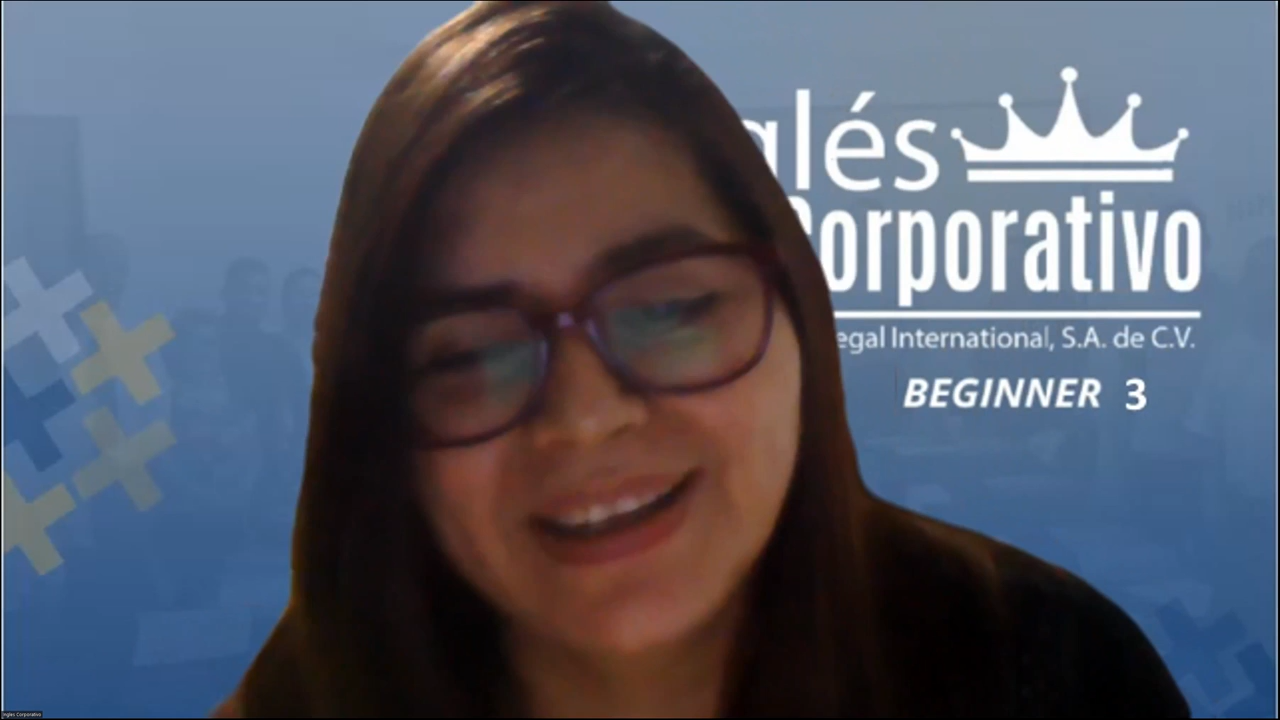 glés
Corporativo
egal International, S.A. de C.V.
BEGINNER 3
Ingles Corporativo